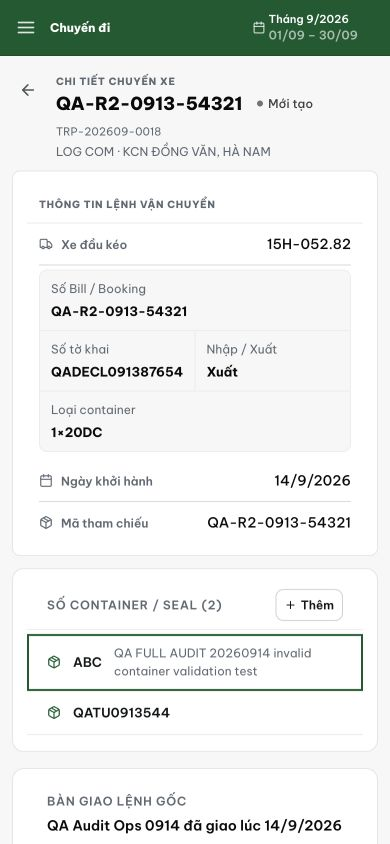 Chuyến đi
Tháng 9/2026
01/09 – 30/09
CHI TIẾT CHUYẾN XE
QA-R2-0913-54321
Mới tạo
TRP-202609-0018
LOG COM · KCN ĐỒNG VĂN, HÀ NAM
THÔNG TIN LỆNH VẬN CHUYỂN
Xe đầu kéo
15H-052.82
Số Bill / Booking
QA-R2-0913-54321
Số tờ khai
QADECL091387654
Nhập / Xuất
Xuất
Loại container
1×20DC
Ngày khởi hành
14/9/2026
Mã tham chiếu
QA-R2-0913-54321
SỐ CONTAINER / SEAL (2)
+ Thêm
ABC
QA FULL AUDIT 20260914 invalid
container validation test
QATU0913544
BÀN GIAO LỆNH GỐC
QA Audit Ops 0914 đã giao lúc 14/9/2026